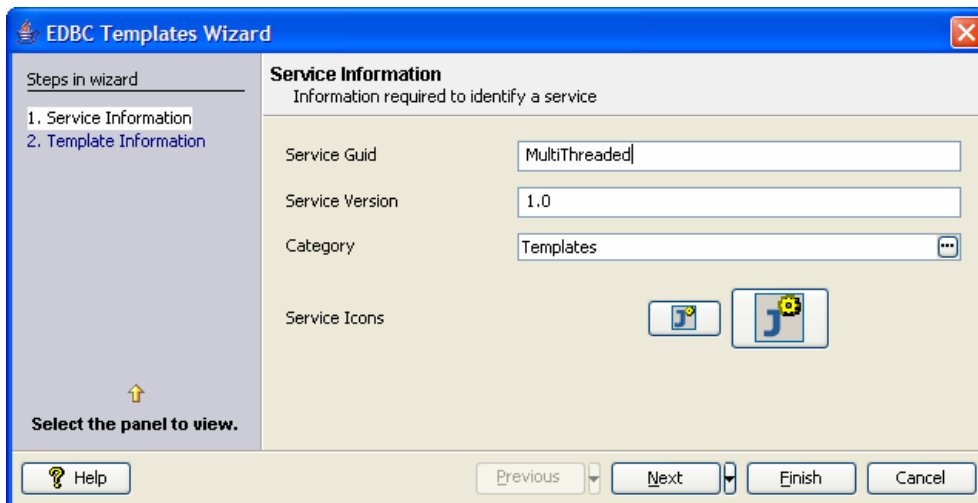 EDBC Templates Wizard
Steps in wizard
1. Service Information
2. Template Information
Select the panel to view.
Service Information
Information required to identify a service
Service Guid
MultiThreaded
Service Version
1.0
Category
Templates
...
Service Icons
J
J
? Help
Previous
Next
Finish
Cancel